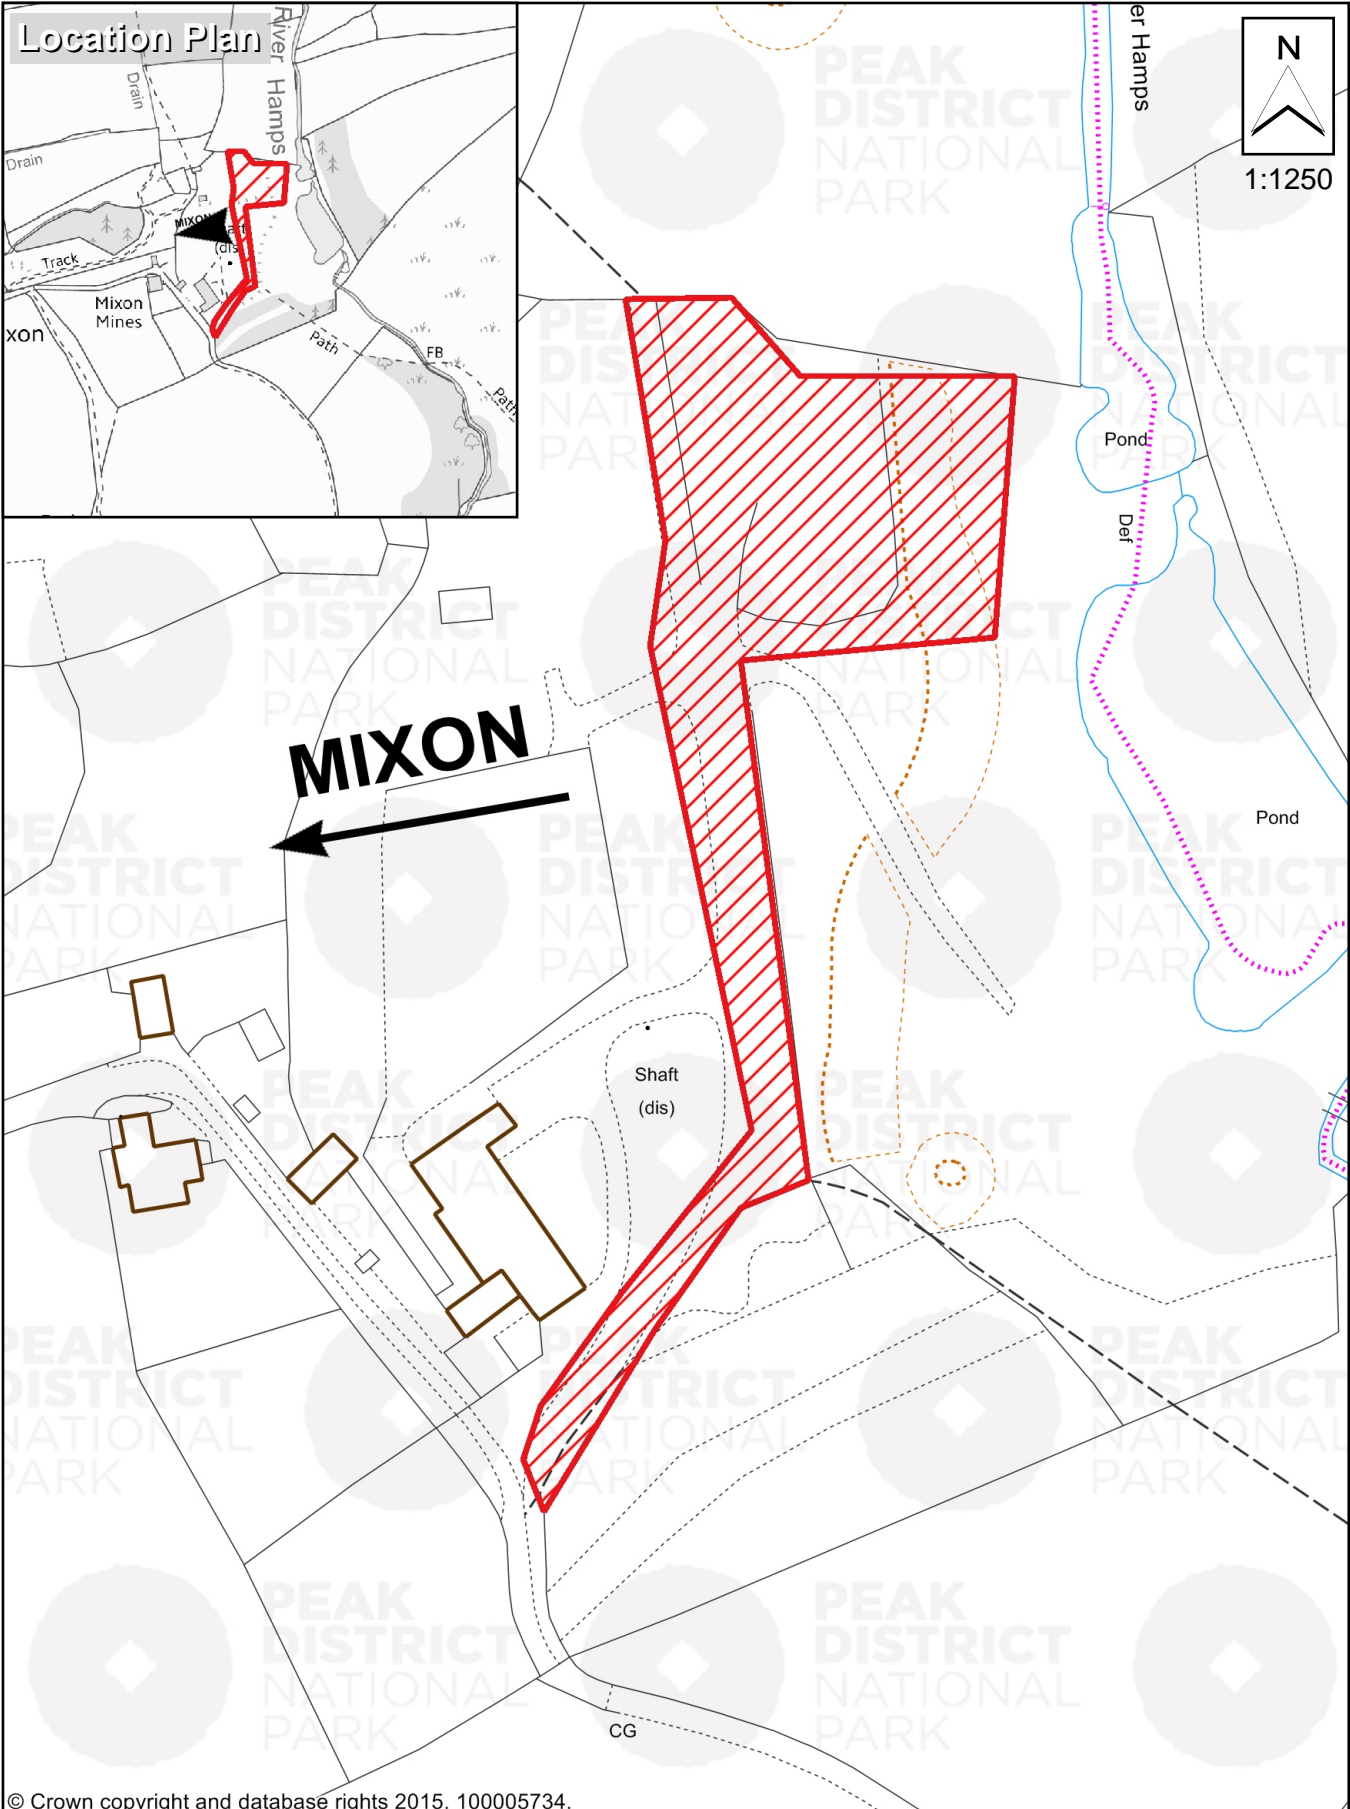 Location Plan
River Hamps
Drain
Drain
MIXON
(dis
Track
Mixon
Mines
xon
Path
FB
Path
er Hamps
N
1:1250
Pond
Def
MIXON
Pond
Shaft
(dis)
CG
PEAK
DISTRICT
NATIONAL
PARK
© Crown copyright and database rights 2015. 100005734.